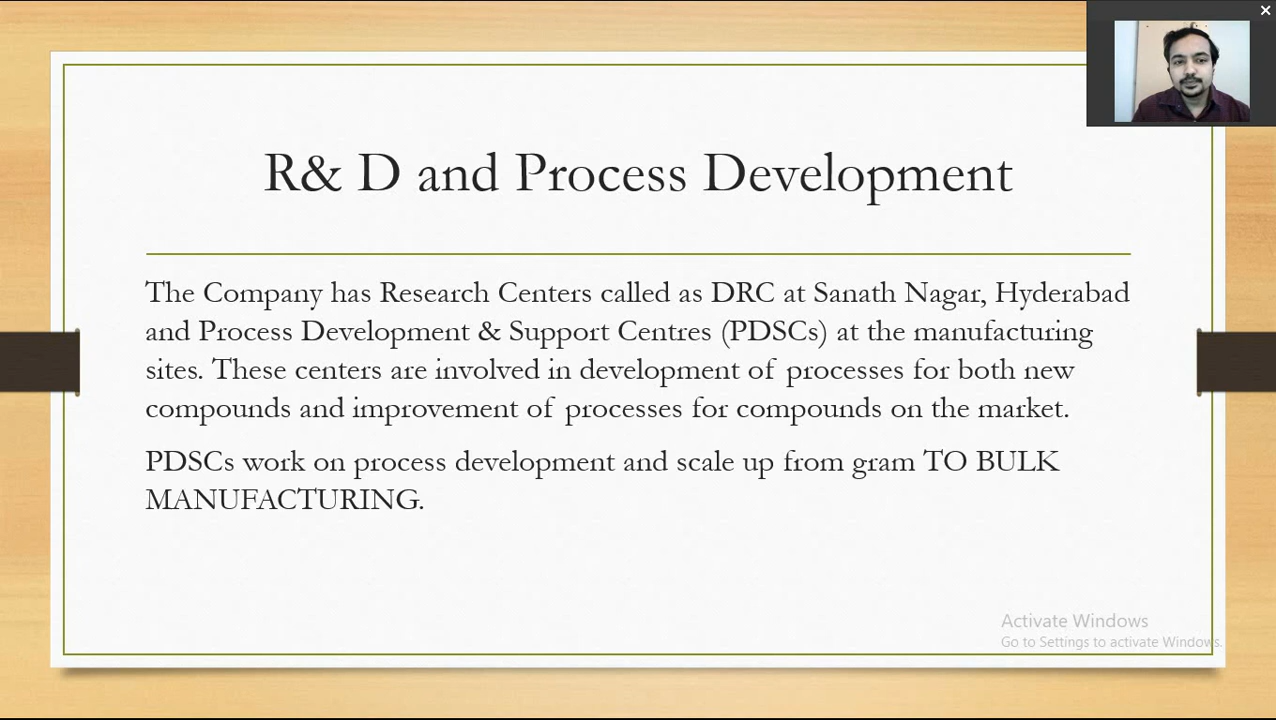 R& D and Process Development
The Company has Research Centers called as DRC at Sanath Nagar, Hyderabad
and Process Development & Support Centres (PDSCs) at the manufacturing
sites. These centers are involved in development of processes for both new
compounds and improvement of processes for compounds on the market.
PDSCs work on process development and scale up from gram TO BULK
MANUFACTURING.
Activate Windows
Go to Settings to activate Windows.